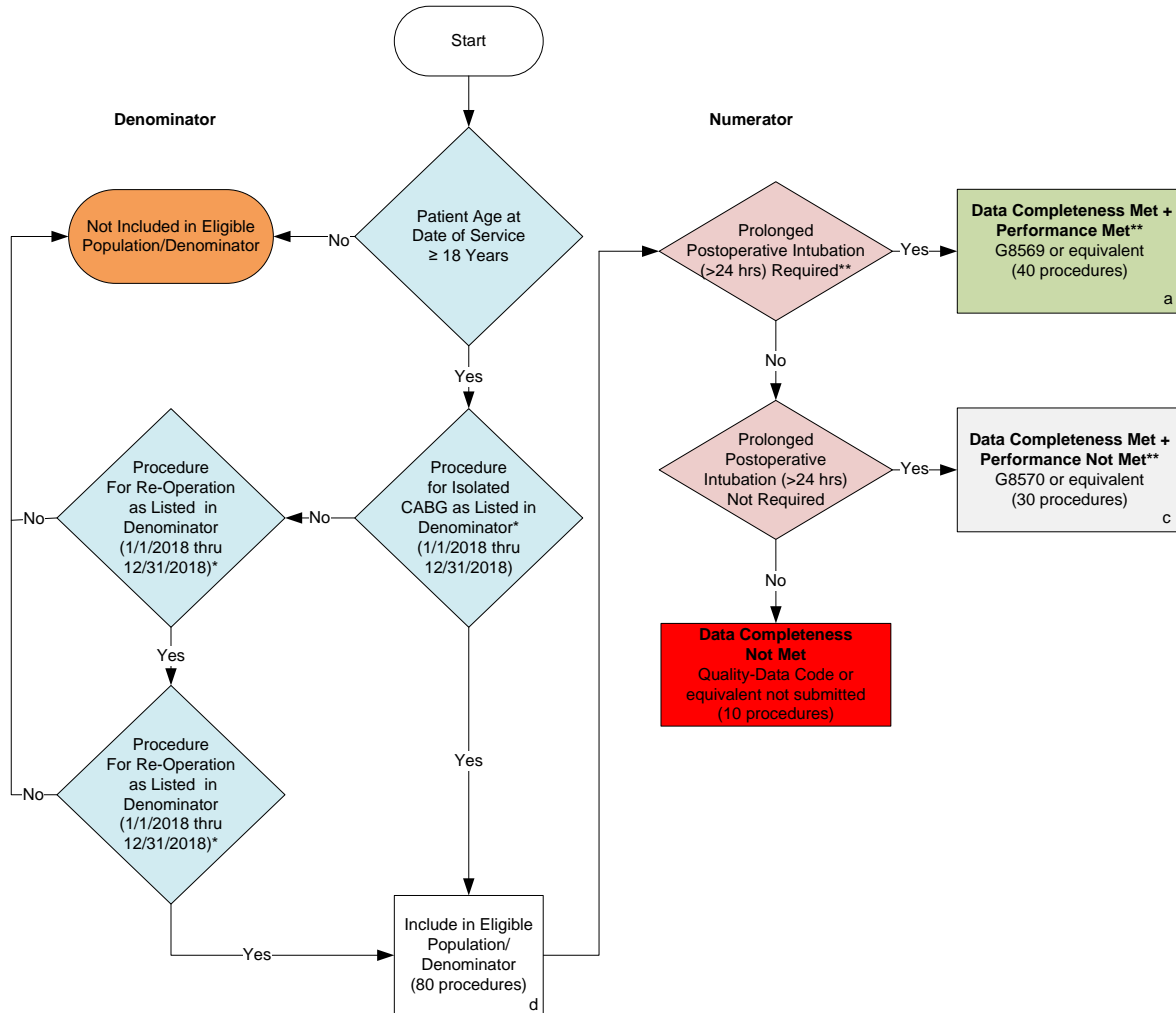 Start
Denominator
Numerator
Patient Age at
Date of Service
≥ 18 Years
No
Not Included in Eligible
Population/Denominator
Yes
Procedure
for Isolated
CABG as Listed in
Denominator*
(1/1/2018 thru
12/31/2018)
No
Procedure
For Re-Operation
as Listed in
Denominator
(1/1/2018 thru
12/31/2018)*
No
Yes
Procedure
For Re-Operation
as Listed in
Denominator
(1/1/2018 thru
12/31/2018)*
No
Yes
Yes
Include in Eligible
Population/
Denominator
(80 procedures)
d
Prolonged
Postoperative Intubation
(>24 hrs) Required**
Yes
Data Completeness Met +
Performance Met**
G8569 or equivalent
(40 procedures)
a
No
Prolonged
Postoperative
Intubation (>24 hrs)
Not Required
Yes
Data Completeness Met +
Performance Not Met**
G8570 or equivalent
(30 procedures)
c
No
Data Completeness
Not Met
Quality-Data Code or
equivalent not submitted
(10 procedures)